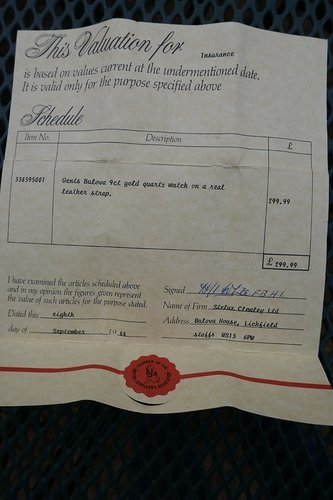 This Valuation for Insurance
is based on values current at the undermentioned date.
It is valid only for the purpose specified above
Schedule
Item No. Description £
338595001 Gents Bulova 9ct gold quartz watch on a real
leather strap. 299.99
£ 299.99
I have examined the articles scheduled above
and in my opinion the figures given represent
the value of such articles for the purpose stated.
Dated this eighth
day of September 19 88
Signed F.B.H.I.
Name of Firm Stelux Ltd
Address Bulova House, Lichfield
Staffs WS13 6PW